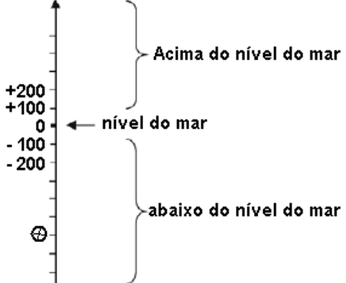 Acima do nível do mar
+200
+100
0 nível do mar
- 100
- 200
abaixo do nível do mar